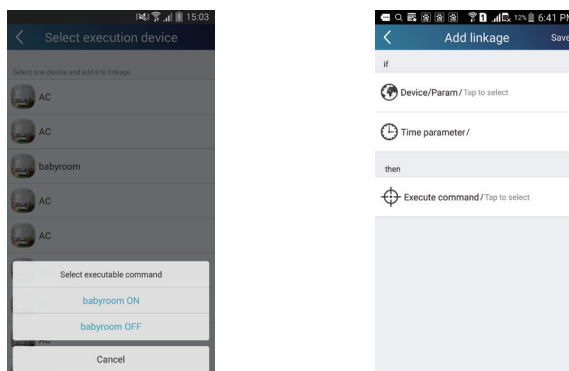 15:03
Select execution device
Select one device and add it to linkage
AC
AC
babyroom
AC
AC
Select executable command
babyroom ON
babyroom OFF
AC
Cancel
12% 6:41 PM
Add linkage
Save
if
Device/Param/Tap to select
Time parameter/
then
Execute command/Tap to select